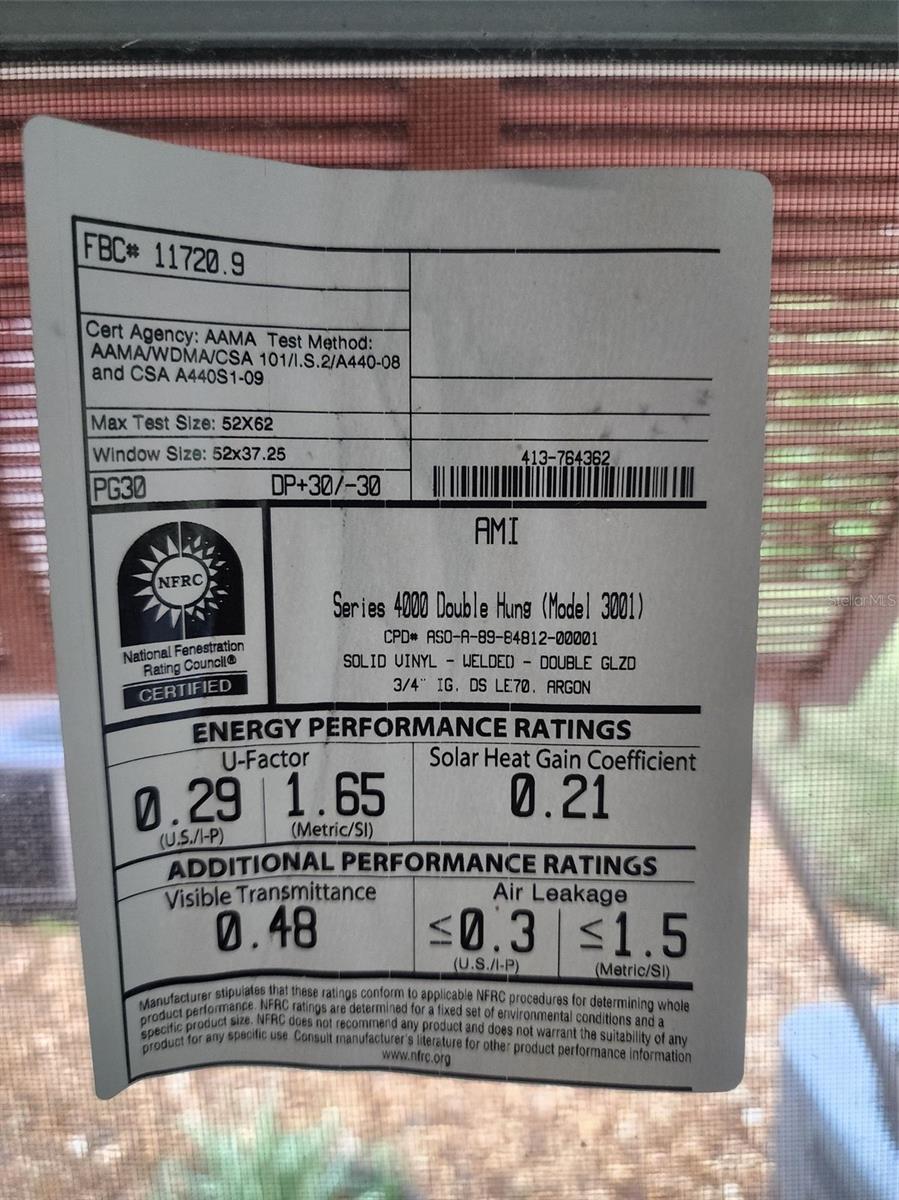 FBC# 11720.9
Cert Agency: AAMA Test Method:
AAMA/WDMA/CSA 101/I.S.2/A440-08
and CSA A440S1-09
Max Test Size: 52X62
Window Size: 52x37.25
PG30 DP+30/-30
413-764362
AMI
Series 4000 Double Hung (Model 3001)
CPD# ASO-A-89-84812-00001
SOLID VINYL - WELDED - DOUBLE GLZD
3/4" IG. DS LE70. ARGON
NFRC
National Fenestration
Rating Council®
CERTIFIED
ENERGY PERFORMANCE RATINGS
U-Factor
0.29 1.65
(U.S./I-P) (Metric/SI)
Solar Heat Gain Coefficient
0.21
ADDITIONAL PERFORMANCE RATINGS
Visible Transmittance
0.48
Air Leakage
≤0.3 ≤1.5
(U.S./I-P) (Metric/SI)
Manufacturer stipulates that these ratings conform to applicable NFRC procedures for determining whole
product performance. NFRC ratings are determined for a fixed set of environmental conditions and a
specific product size. NFRC does not recommend any product and does not warrant the suitability of any
product for any specific use. Consult manufacturer's literature for other product performance information
www.nfrc.org
StellarMLS